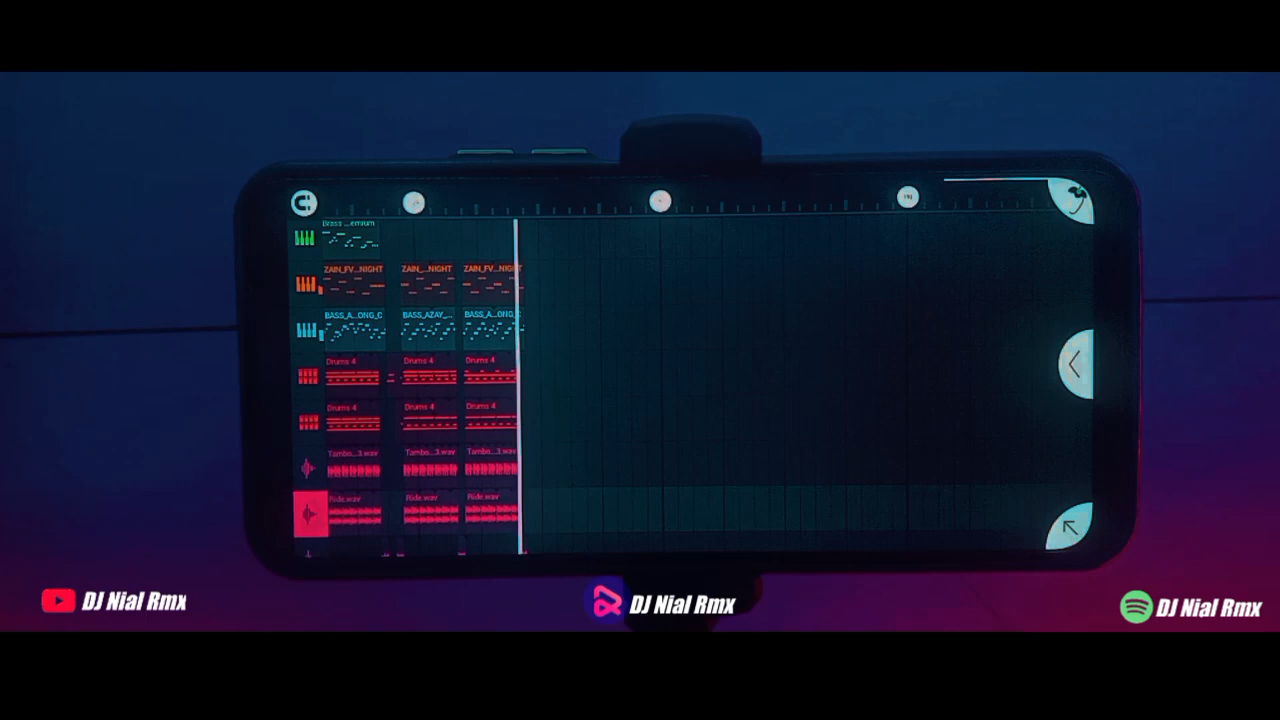 Brass ...emium
ZAIN_FV...NIGHT ZAIN_...NIGHT ZAIN_FV...NIGHT
BASS_A...ONG_C BASS_AZAY_... BASS_A...ONG_C
Drums 4 Drums 4 Drums 4
Drums 4 Drums 4 Drums 4
Tambo...3.wav Tambo...3.wav Tambo...3.wav
Ride.wav Ride.wav Ride.wav
DJ Nial Rmx DJ Nial Rmx DJ Nial Rmx